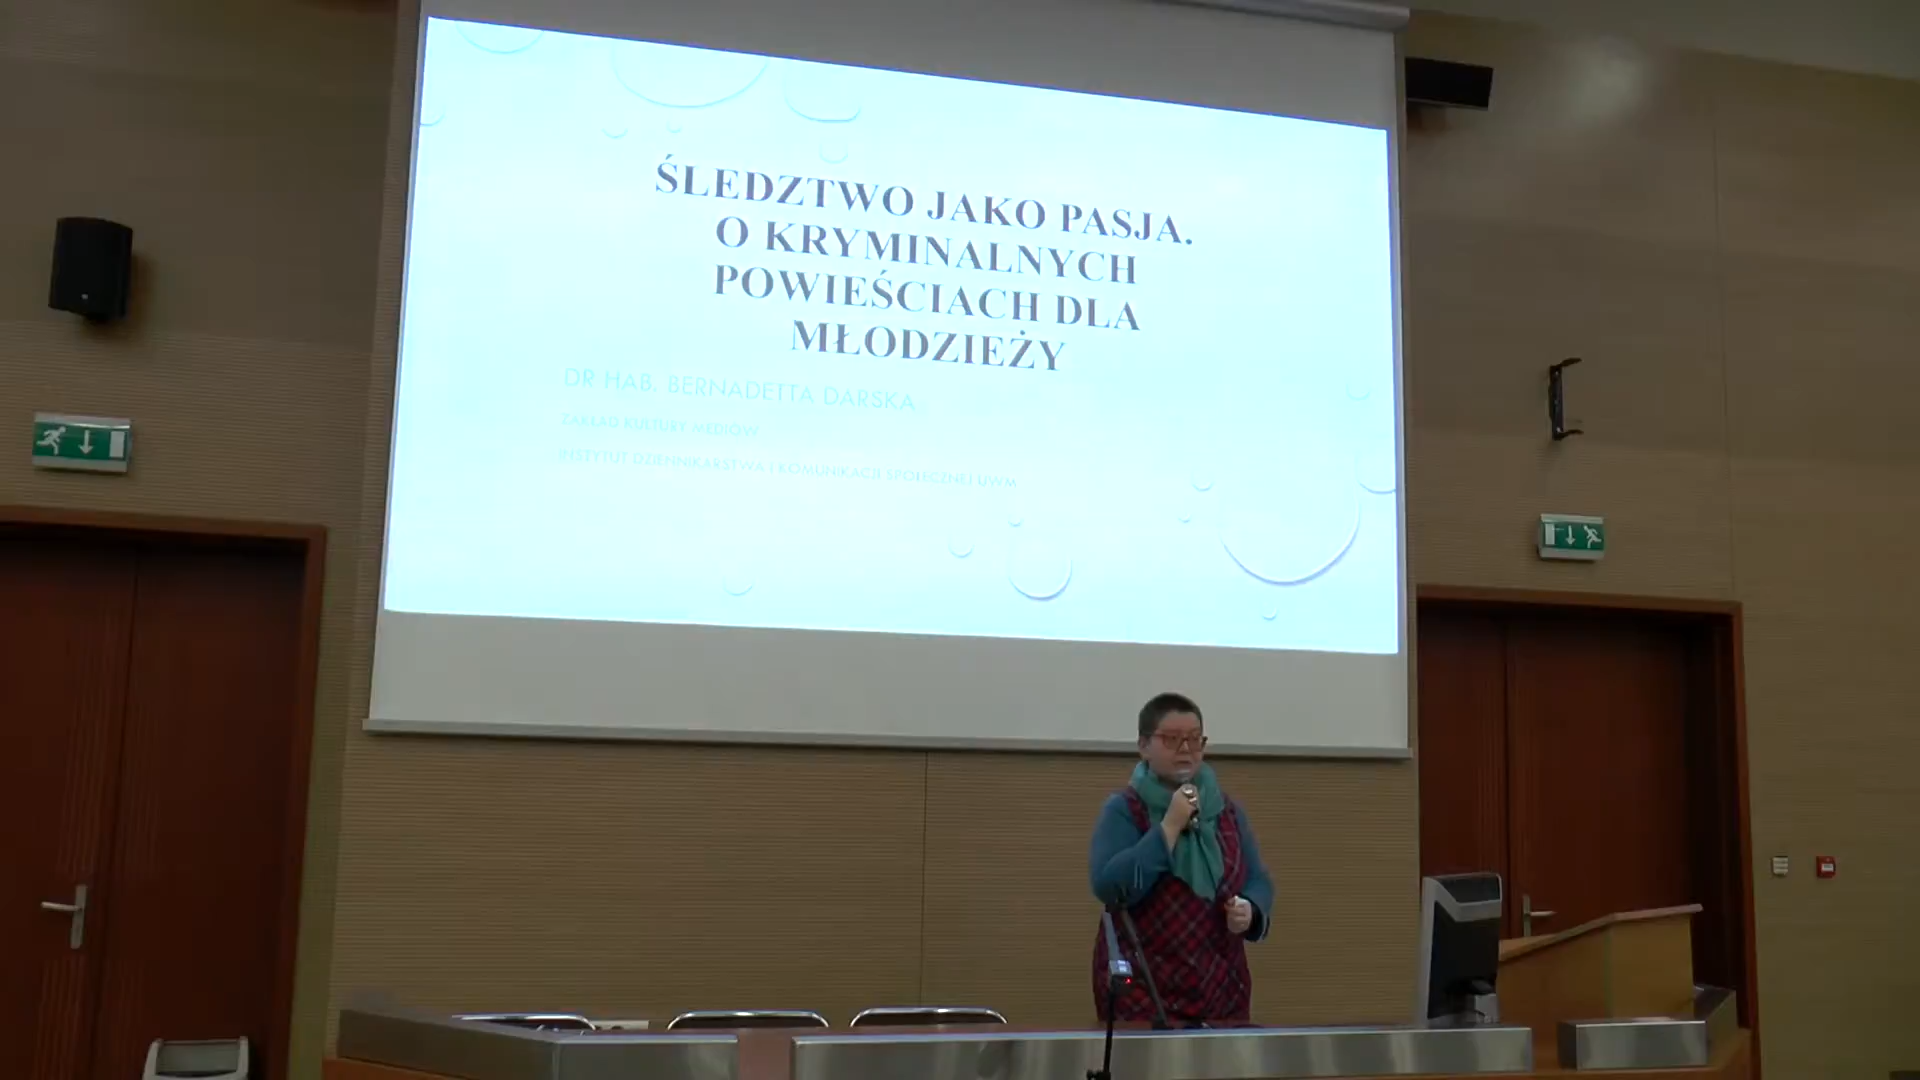 ŚLEDZTWO JAKO PASJA.
O KRYMINALNYCH
POWIEŚCIACH DLA
MŁODZIEŻY
DR HAB. BERNADETTA DARSKA
ZAKŁAD KULTURY MEDIÓW
INSTYTUT DZIENNIKARSTWA I KOMUNIKACJI SPOŁECZNEJ UWM